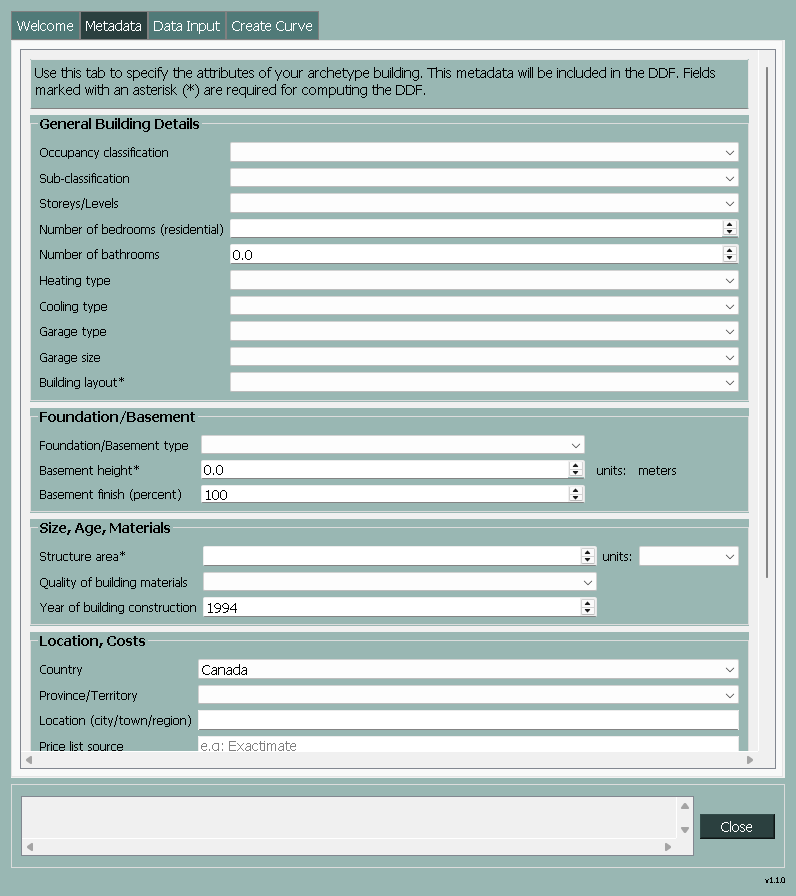 Welcome Metadata Data Input Create Curve
Use this tab to specify the attributes of your archetype building. This metadata will be included in the DDF. Fields
marked with an asterisk (*) are required for computing the DDF.
General Building Details
Occupancy classification
Sub-classification
Storeys/Levels
Number of bedrooms (residential)
Number of bathrooms 0.0
Heating type
Cooling type
Garage type
Garage size
Building layout*
Foundation/Basement
Foundation/Basement type
Basement height* 0.0 units: meters
Basement finish (percent) 100
Size, Age, Materials
Structure area* units:
Quality of building materials
Year of building construction 1994
Location, Costs
Country Canada
Province/Territory
Location (city/town/region)
Price list source e.g: Exactimate
Close
v1.1.0